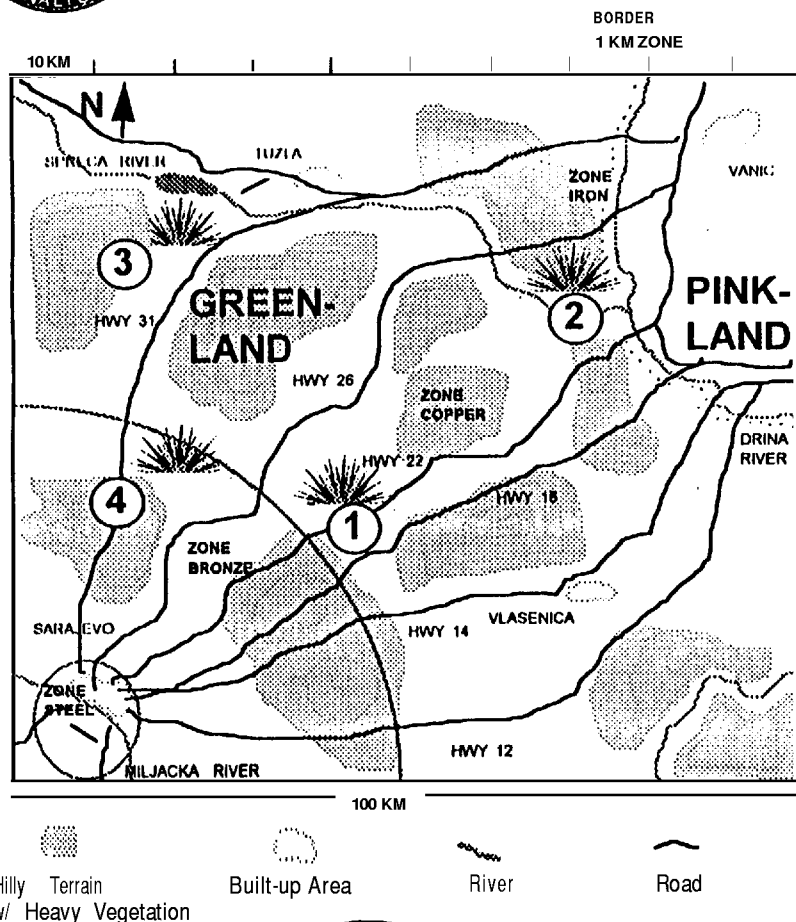 BORDER
1 KM ZONE
10 KM
N
SPRECA RIVER
TUZLA
ZONE
IRON
VANIC
3
GREEN-
LAND
PINK-
LAND
2
HWY 31
HWY 26
ZONE
COPPER
HWY 22
DRINA
RIVER
HWY 15
4
1
ZONE
BRONZE
SARAJEVO
HWY 14
VLASENICA
ZONE
STEEL
HWY 12
MILJACKA RIVER
100 KM
Hilly Terrain
w/ Heavy Vegetation
Built-up Area
River
Road